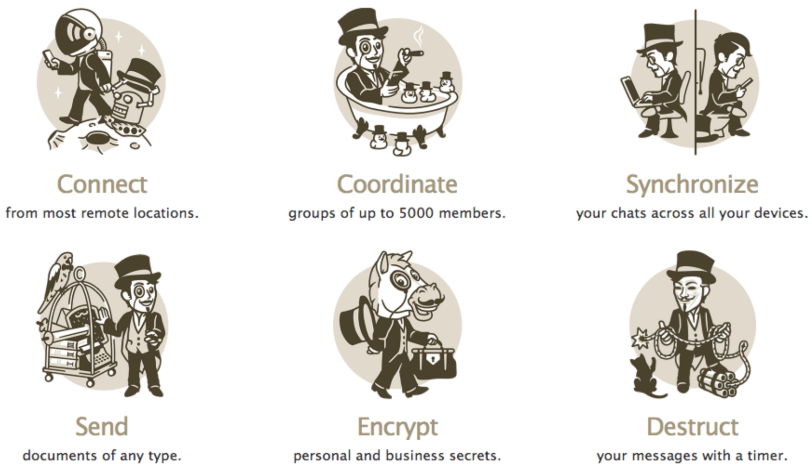 Connect
from most remote locations.
Coordinate
groups of up to 5000 members.
Synchronize
your chats across all your devices.
Send
documents of any type.
Encrypt
personal and business secrets.
Destruct
your messages with a timer.